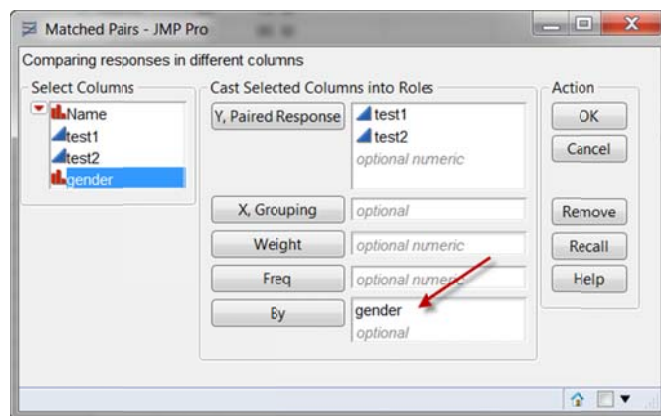 Matched Pairs - JMP Pro
Comparing responses in different columns
Select Columns
Name
test1
test2
gender
Cast Selected Columns into Roles
Y, Paired Response
test1
test2
optional numeric
X, Grouping
optional
Weight
optional numeric
Freq
optional numeric
By
gender
optional
Action
OK
Cancel
Remove
Recall
Help